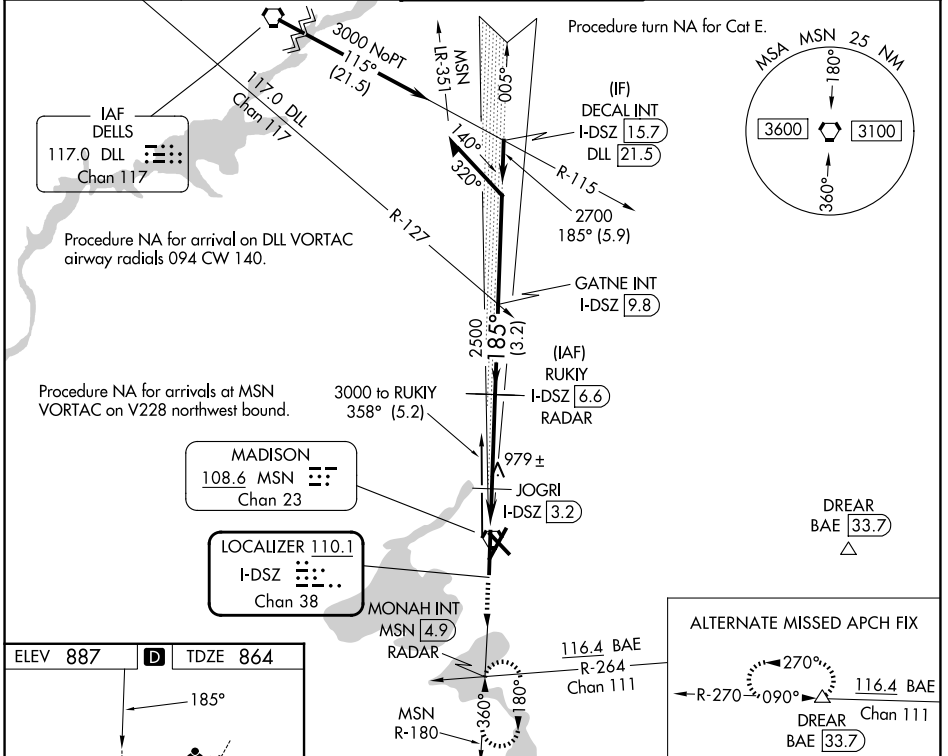 Procedure turn NA for Cat E.
MSA MSN 25 NM
180°
3600
3100
360°
3000 NoPT
115°
(21.5)
MSN
LR-351
005°
117.0 DLL
Chan 117
IAF
DELLS
117.0 DLL
Chan 117
(IF)
DECAL INT
I-DSZ 15.7
DLL 21.5
140°
320°
R-115
2700
185° (5.9)
R-127
Procedure NA for arrival on DLL VORTAC
airway radials 094 CW 140.
GATNE INT
I-DSZ 9.8
2500
185°
(3.2)
(IAF)
RUKIY
I-DSZ 6.6
RADAR
Procedure NA for arrivals at MSN
VORTAC on V228 northwest bound.
3000 to RUKIY
358° (5.2)
979 ±
JOGRI
I-DSZ 3.2
MADISON
108.6 MSN
Chan 23
DREAR
BAE 33.7
LOCALIZER 110.1
I-DSZ
Chan 38
MONAH INT
MSN 4.9
RADAR
116.4 BAE
R-264
Chan 111
360°
180°
MSN
R-180
ALTERNATE MISSED APCH FIX
270°
R-270
090°
116.4 BAE
Chan 111
DREAR
BAE 33.7
ELEV 887 D TDZE 864
185°